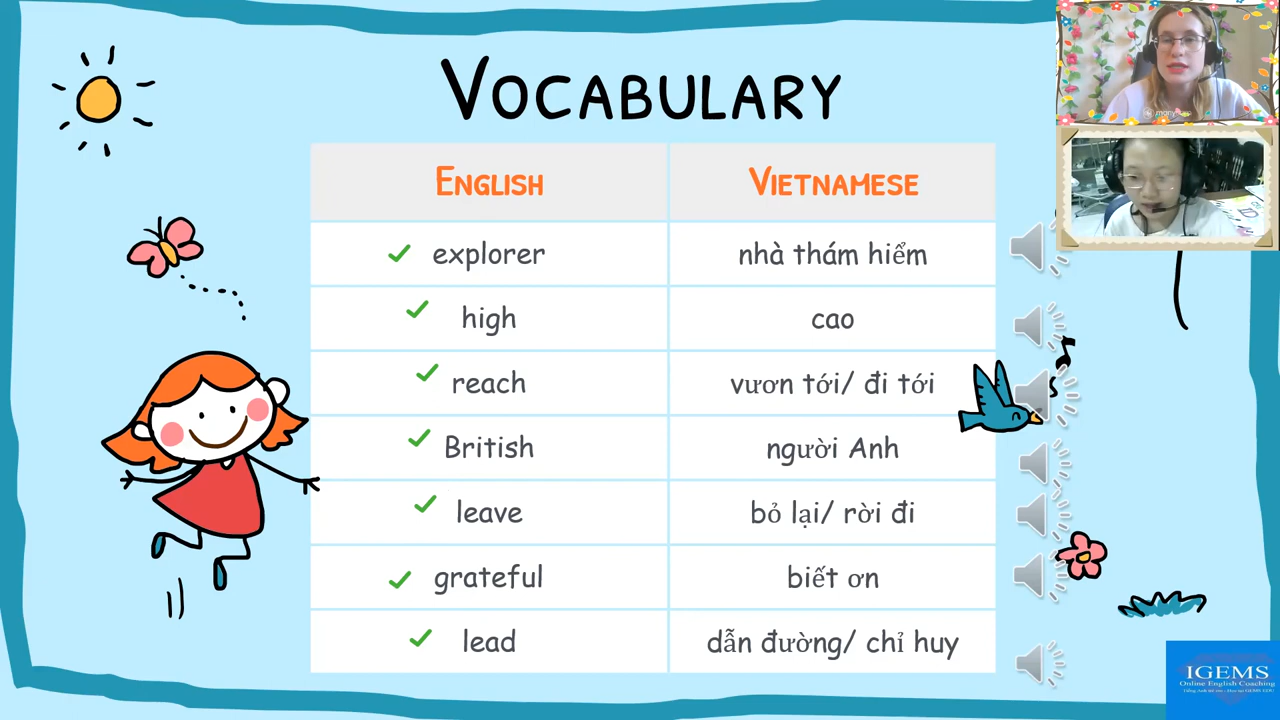 VOCABULARY
ENGLISH VIETNAMESE
explorer nhà thám hiểm
high cao
reach vươn tới/ đi tới
British người Anh
leave bỏ lại/ rời đi
grateful biết ơn
lead dẫn đường/ chỉ huy
IGEMS
Online English Coaching